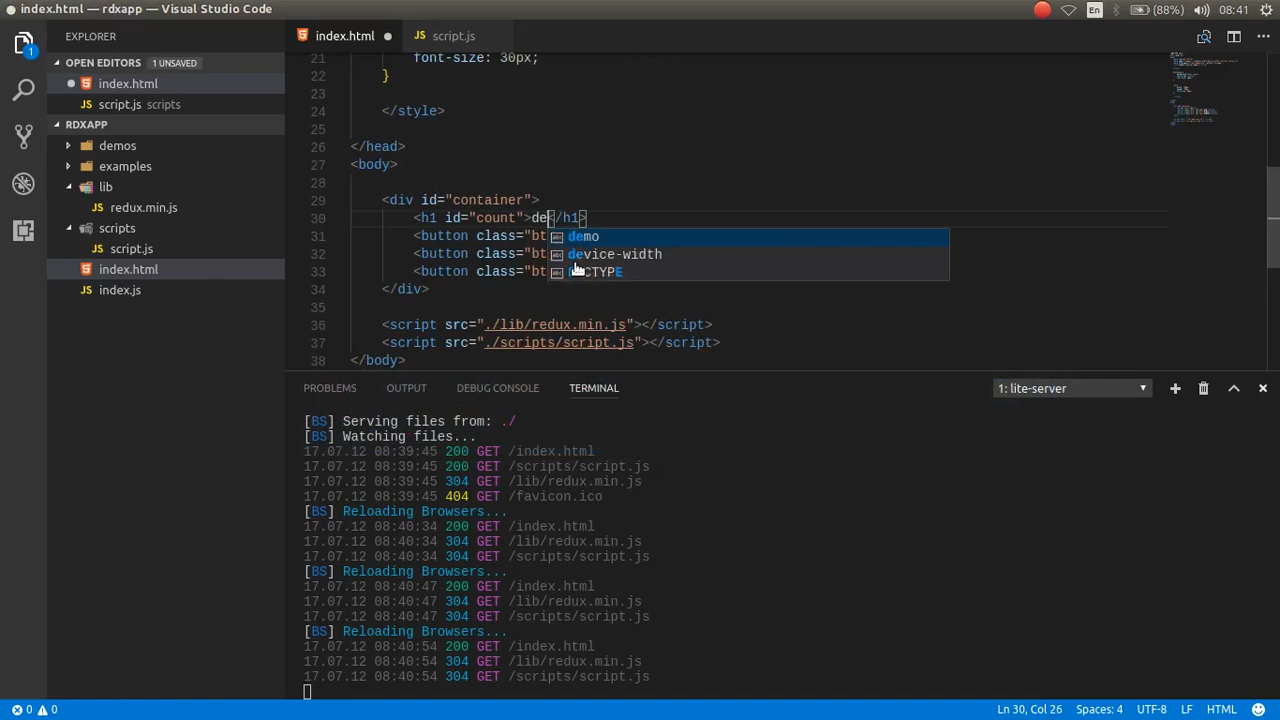 index.html - rdxapp - Visual Studio Code
En
(88%)
08:41
EXPLORER
OPEN EDITORS 1 UNSAVED
index.html
JS script.js scripts
RDXAPP
demos
examples
lib
redux.min.js
scripts
JS script.js
index.html
JS index.js
1
index.html
JS script.js
21 font-size: 30px;
22 }
23
24 </style>
25
26 </head>
27 <body>
28
29 <div id="container">
30 <h1 id="count">de</h1>
31 <button class="bt
32 <button class="bt
33 <button class="bt
34 </div>
35
36 <script src="./lib/redux.min.js"></script>
37 <script src="./scripts/script.js"></script>
38 </body>
abc demo
abc device-width
abc DOCTYPE
PROBLEMS OUTPUT DEBUG CONSOLE TERMINAL
1: lite-server
[BS] Serving files from: ./
[BS] Watching files...
17.07.12 08:39:45 200 GET /index.html
17.07.12 08:39:45 200 GET /scripts/script.js
17.07.12 08:39:45 304 GET /lib/redux.min.js
17.07.12 08:39:45 404 GET /favicon.ico
[BS] Reloading Browsers...
17.07.12 08:40:34 200 GET /index.html
17.07.12 08:40:34 304 GET /lib/redux.min.js
17.07.12 08:40:34 304 GET /scripts/script.js
[BS] Reloading Browsers...
17.07.12 08:40:47 200 GET /index.html
17.07.12 08:40:47 304 GET /lib/redux.min.js
17.07.12 08:40:47 304 GET /scripts/script.js
[BS] Reloading Browsers...
17.07.12 08:40:54 200 GET /index.html
17.07.12 08:40:54 304 GET /lib/redux.min.js
17.07.12 08:40:54 304 GET /scripts/script.js
0 0
Ln 30, Col 26 Spaces: 4 UTF-8 LF HTML